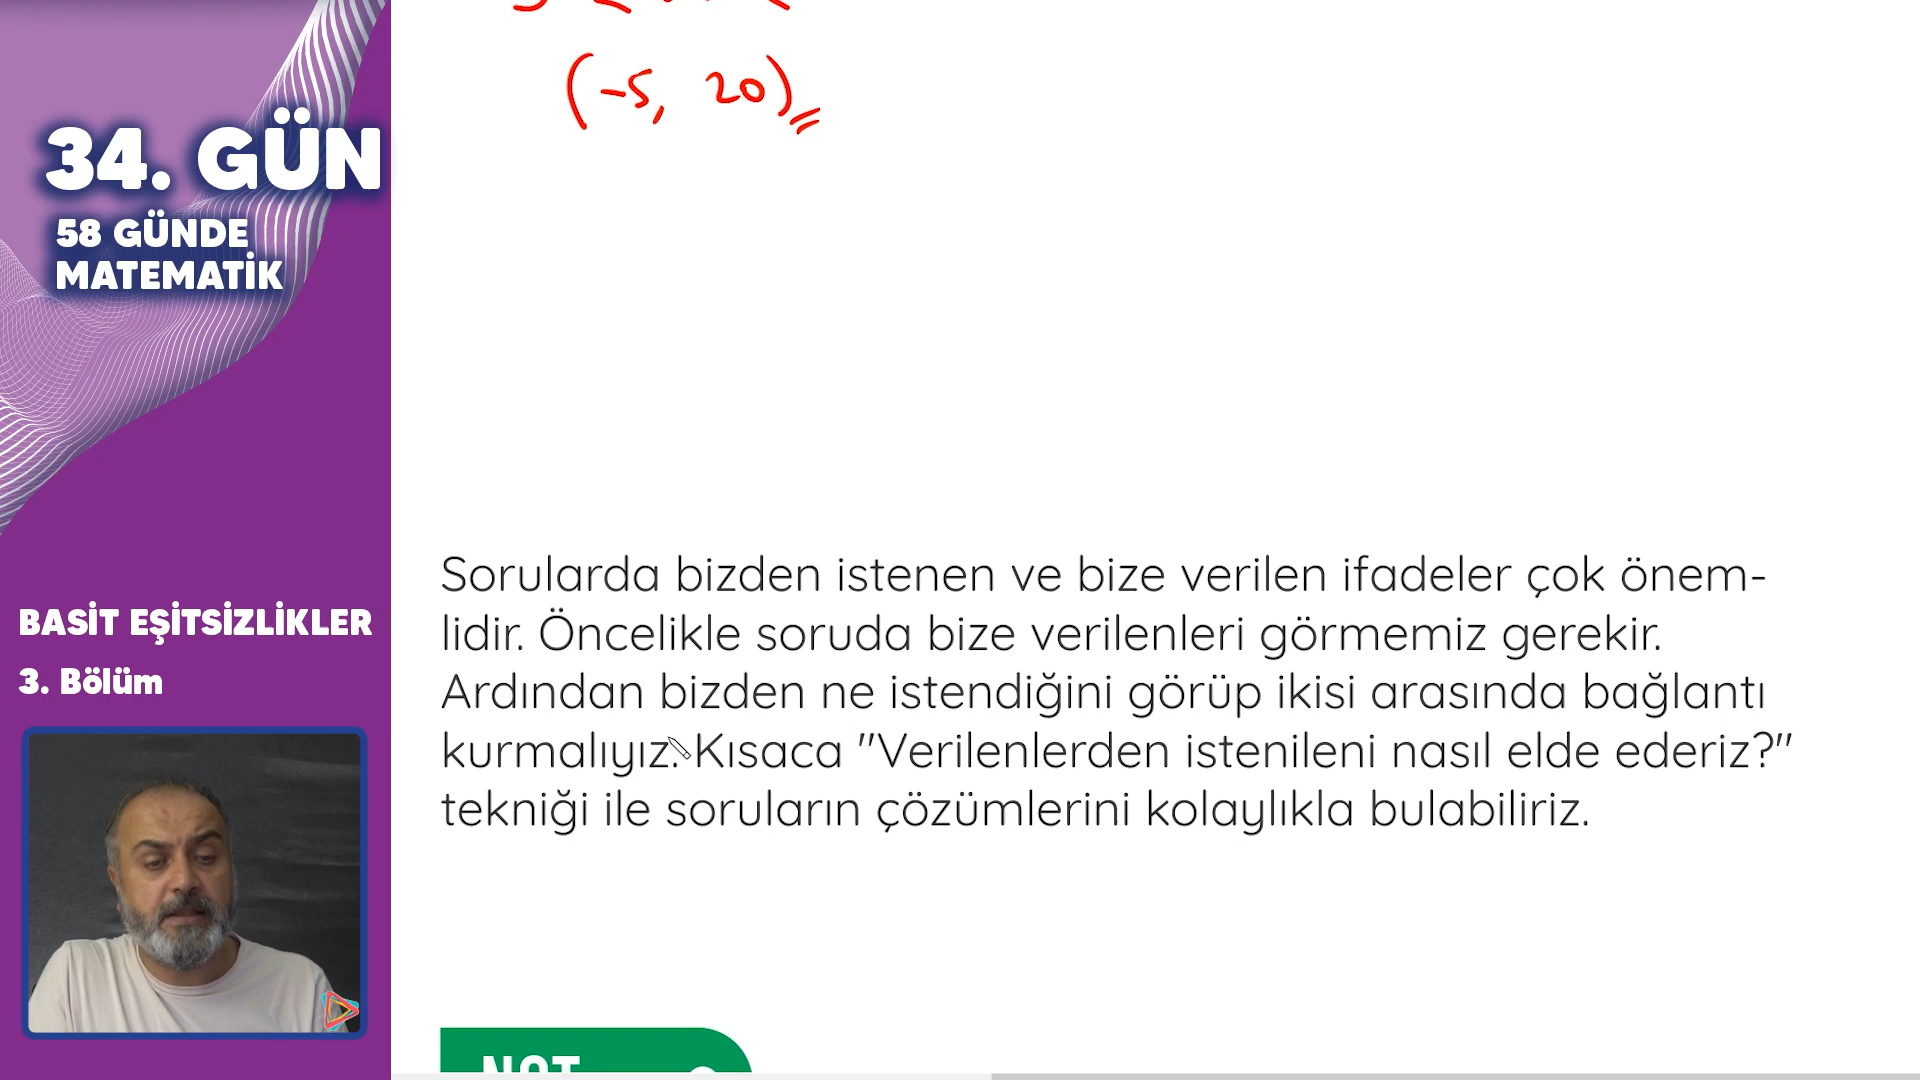 34. GÜN
58 GÜNDE
MATEMATİK
BASİT EŞİTSİZLİKLER
3. Bölüm
(-5, 20)
Sorularda bizden istenen ve bize verilen ifadeler çok önem-
lidir. Öncelikle soruda bize verilenleri görmemiz gerekir.
Ardından bizden ne istendiğini görüp ikisi arasında bağlantı
kurmalıyız. Kısaca "Verilenlerden istenileni nasıl elde ederiz?"
tekniği ile soruların çözümlerini kolaylıkla bulabiliriz.
NOT